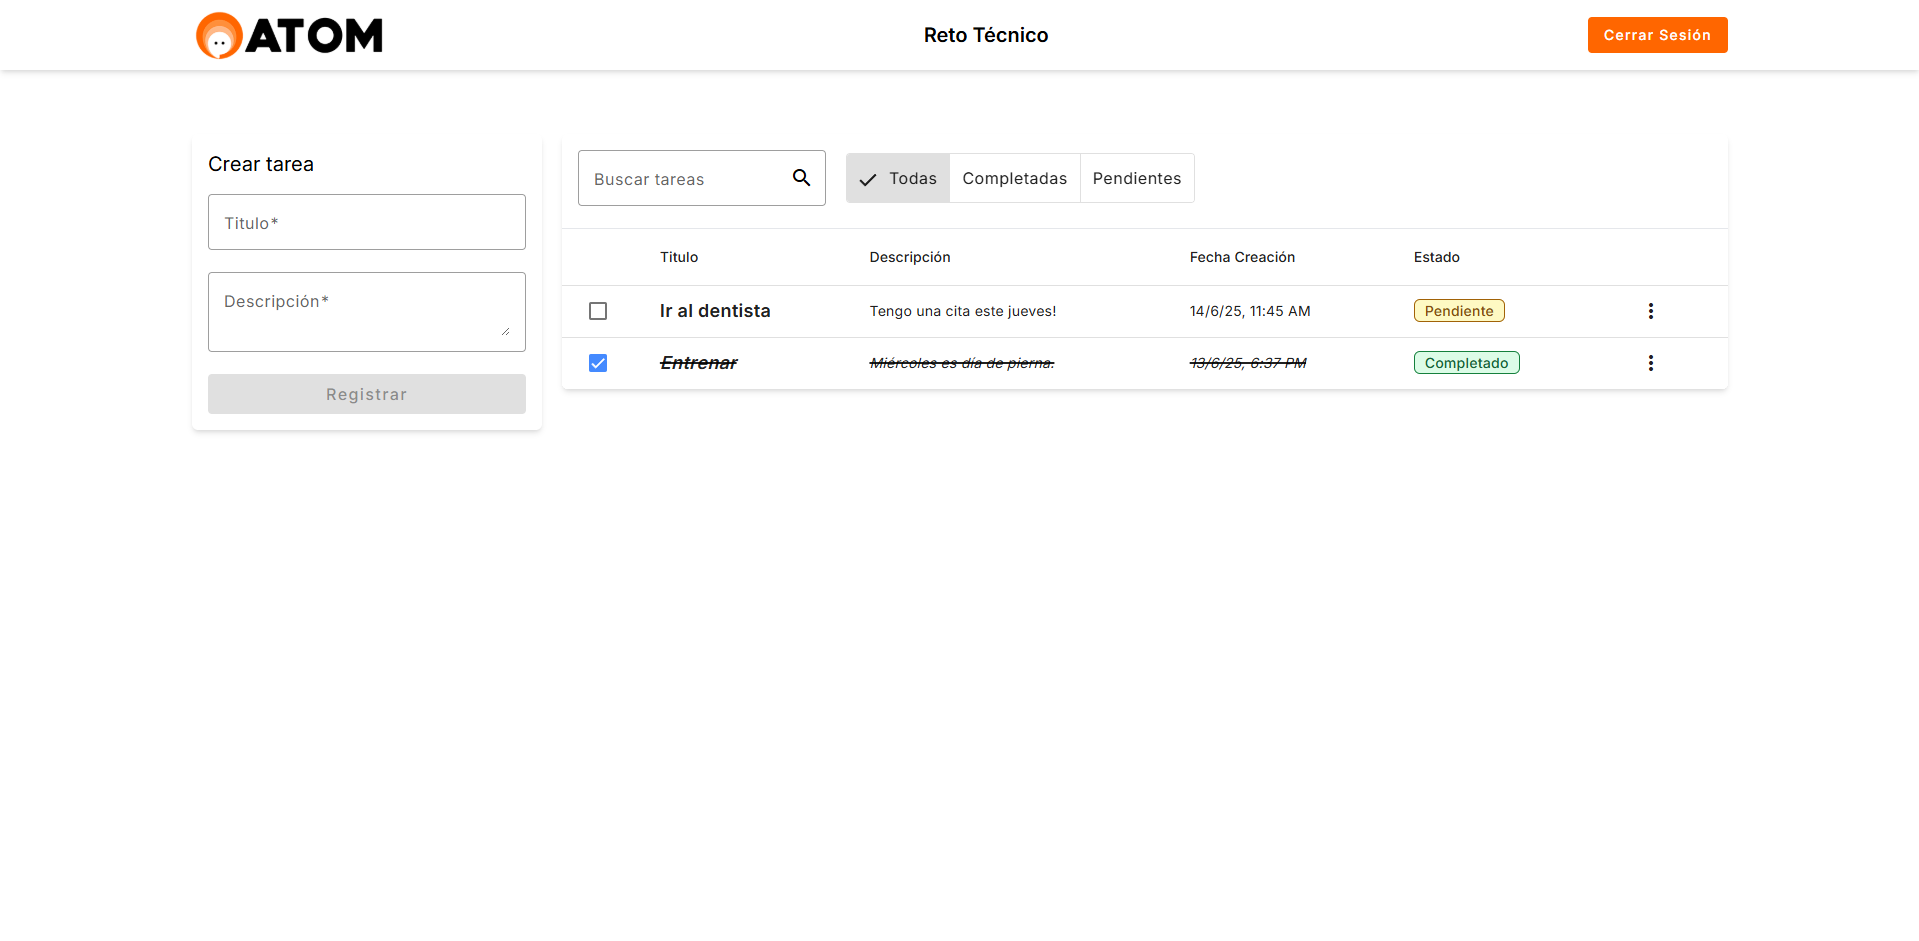 ATOM
Reto Técnico
Cerrar Sesión
Crear tarea
Titulo*
Descripción*
Registrar
Buscar tareas
Todas Completadas Pendientes
Titulo Descripción Fecha Creación Estado
Ir al dentista Tengo una cita este jueves! 14/6/25, 11:45 AM Pendiente
Entrenar Miércoles es día de pierna. 13/6/25, 6:37 PM Completado